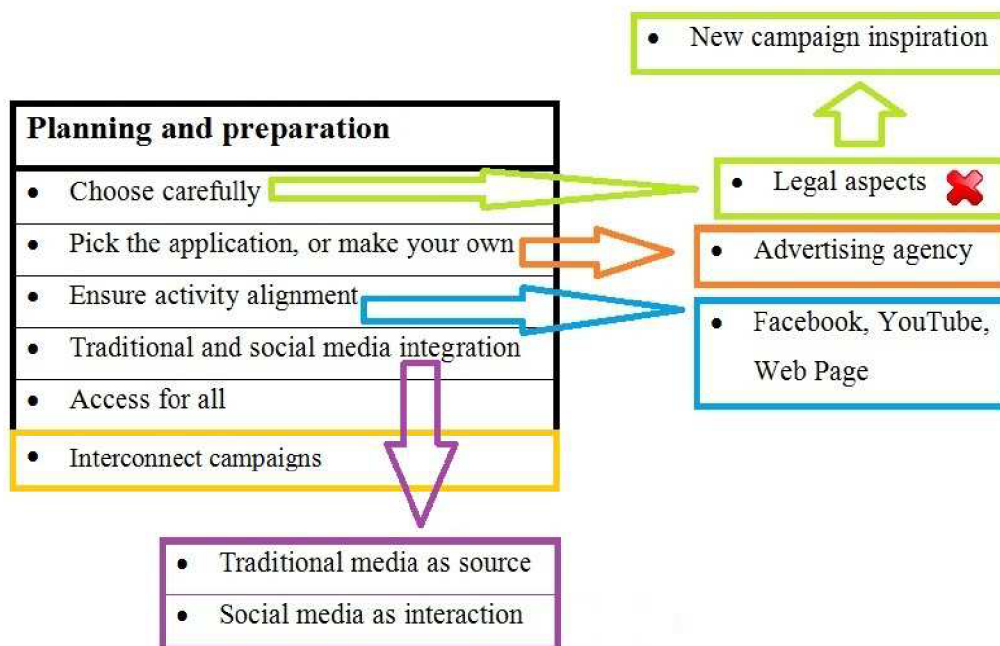 • New campaign inspiration
Planning and preparation
• Choose carefully
• Legal aspects
• Pick the application, or make your own
• Advertising agency
• Ensure activity alignment
• Facebook, YouTube,
Web Page
• Traditional and social media integration
• Access for all
• Interconnect campaigns
• Traditional media as source
• Social media as interaction